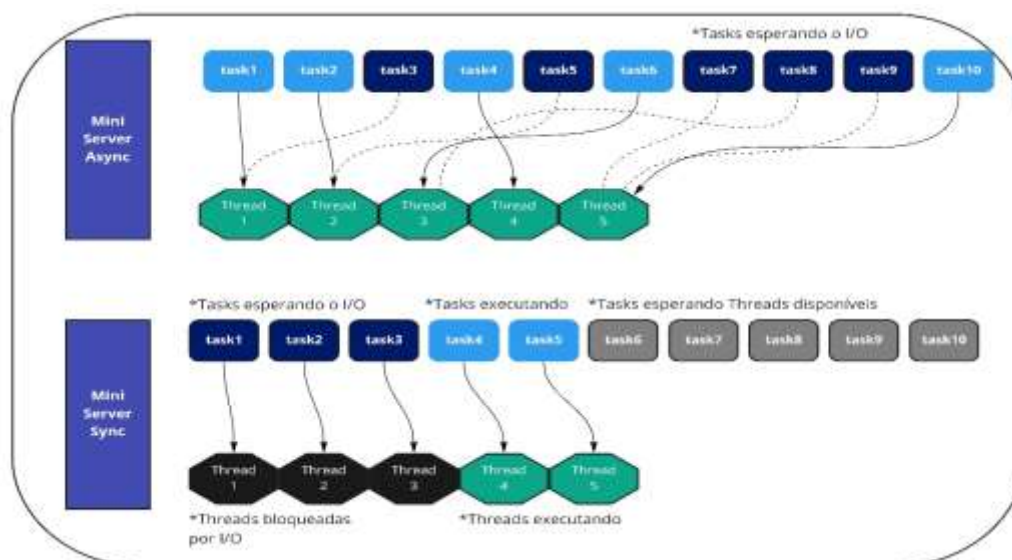 *Tasks esperando o I/O
task1 task2 task3 task4 task5 task6 task7 task8 task9 task10
Mini
Server
Async
Thread 1
Thread 2
Thread 3
Thread 4
Thread 5
*Tasks esperando o I/O
*Tasks executando
*Tasks esperando Threads disponíveis
task1 task2 task3 task4 task5 task6 task7 task8 task9 task10
Mini
Server
Sync
Thread 1
Thread 2
Thread 3
Thread 4
Thread 5
*Threads bloqueadas
por I/O
*Threads executando